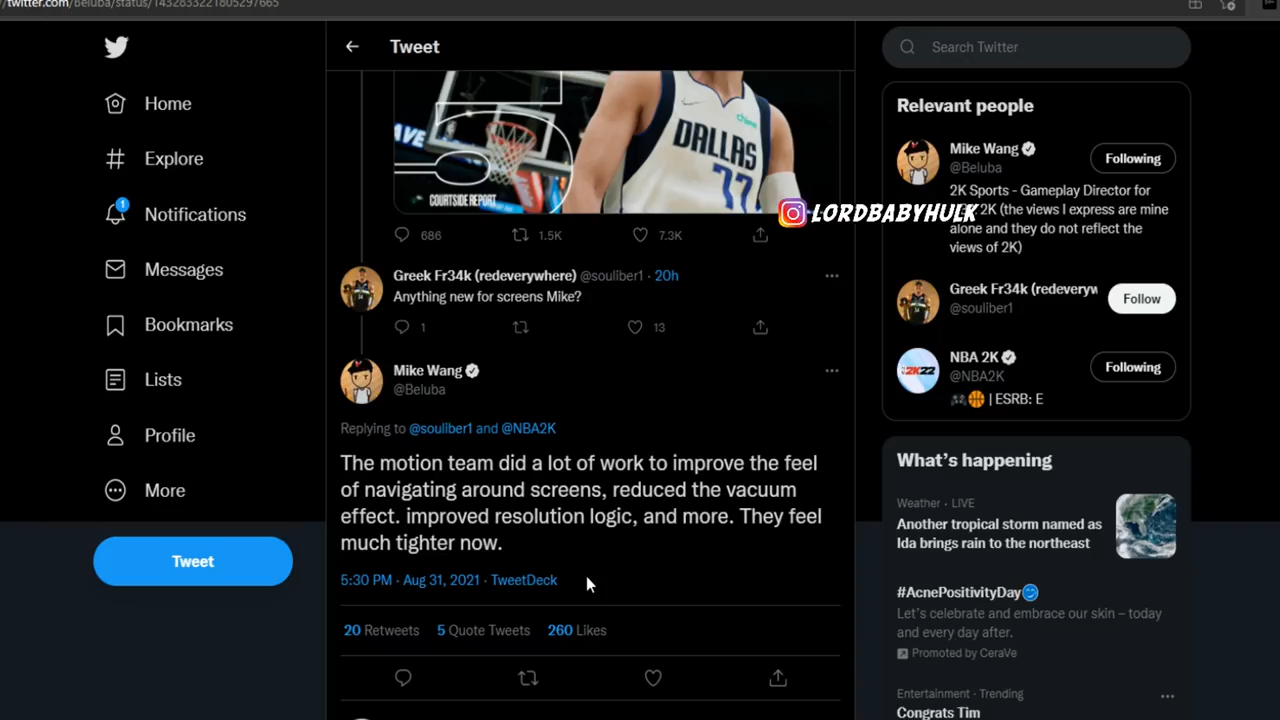 /twitter.com/beluba/status/1432833221805297665
Tweet
Search Twitter
Home
Explore
1
Notifications
Messages
Bookmarks
Lists
Profile
More
Tweet
DALLAS
77
chime
COURTSIDE REPORT
686
1.5K
7.3K
Greek Fr34k (redeverywhere) @souliber1 · 20h
Anything new for screens Mike?
1
13
Mike Wang
@Beluba
Replying to @souliber1 and @NBA2K
The motion team did a lot of work to improve the feel
of navigating around screens, reduced the vacuum
effect. improved resolution logic, and more. They feel
much tighter now.
5:30 PM · Aug 31, 2021 · TweetDeck
20 Retweets 5 Quote Tweets 260 Likes
Relevant people
Mike Wang
@Beluba
Following
2K Sports - Gameplay Director for
2K (the views I express are mine
alone and they do not reflect the
views of 2K)
LORDBABYHULK
Greek Fr34k (redeveryw
@souliber1
Follow
NBA 2K
@NBA2K
Following
| ESRB: E
What's happening
Weather · LIVE
Another tropical storm named as
Ida brings rain to the northeast
#AcnePositivityDay
Let's celebrate and embrace our skin – today
and every day after.
Promoted by CeraVe
Entertainment · Trending
Congrats Tim